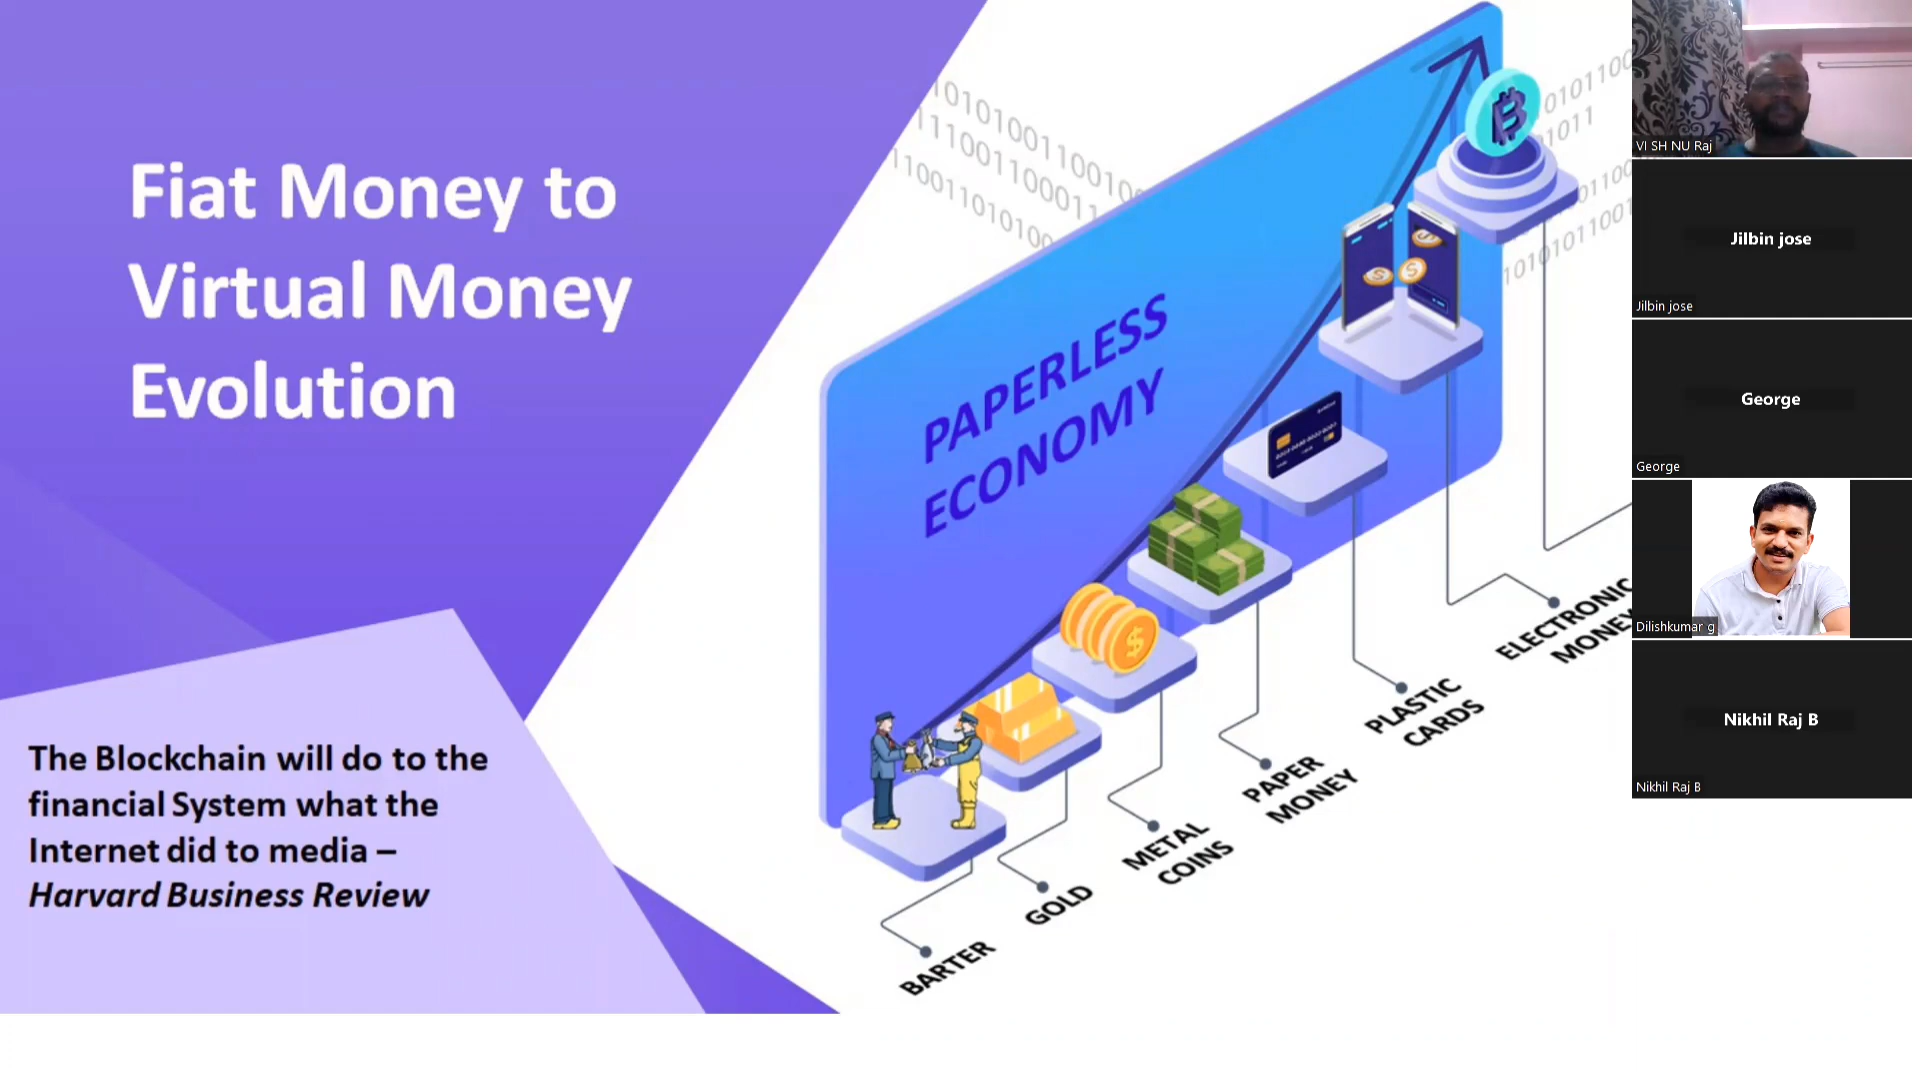 Fiat Money to
Virtual Money
Evolution
The Blockchain will do to the
financial System what the
Internet did to media –
Harvard Business Review
PAPERLESS
ECONOMY
BARTER
GOLD
METAL
COINS
PAPER
MONEY
PLASTIC
CARDS
ELECTRONIC
MONEY
VI SH NU Raj
Jilbin jose
Jilbin jose
George
George
Dilishkumar g
Nikhil Raj B
Nikhil Raj B